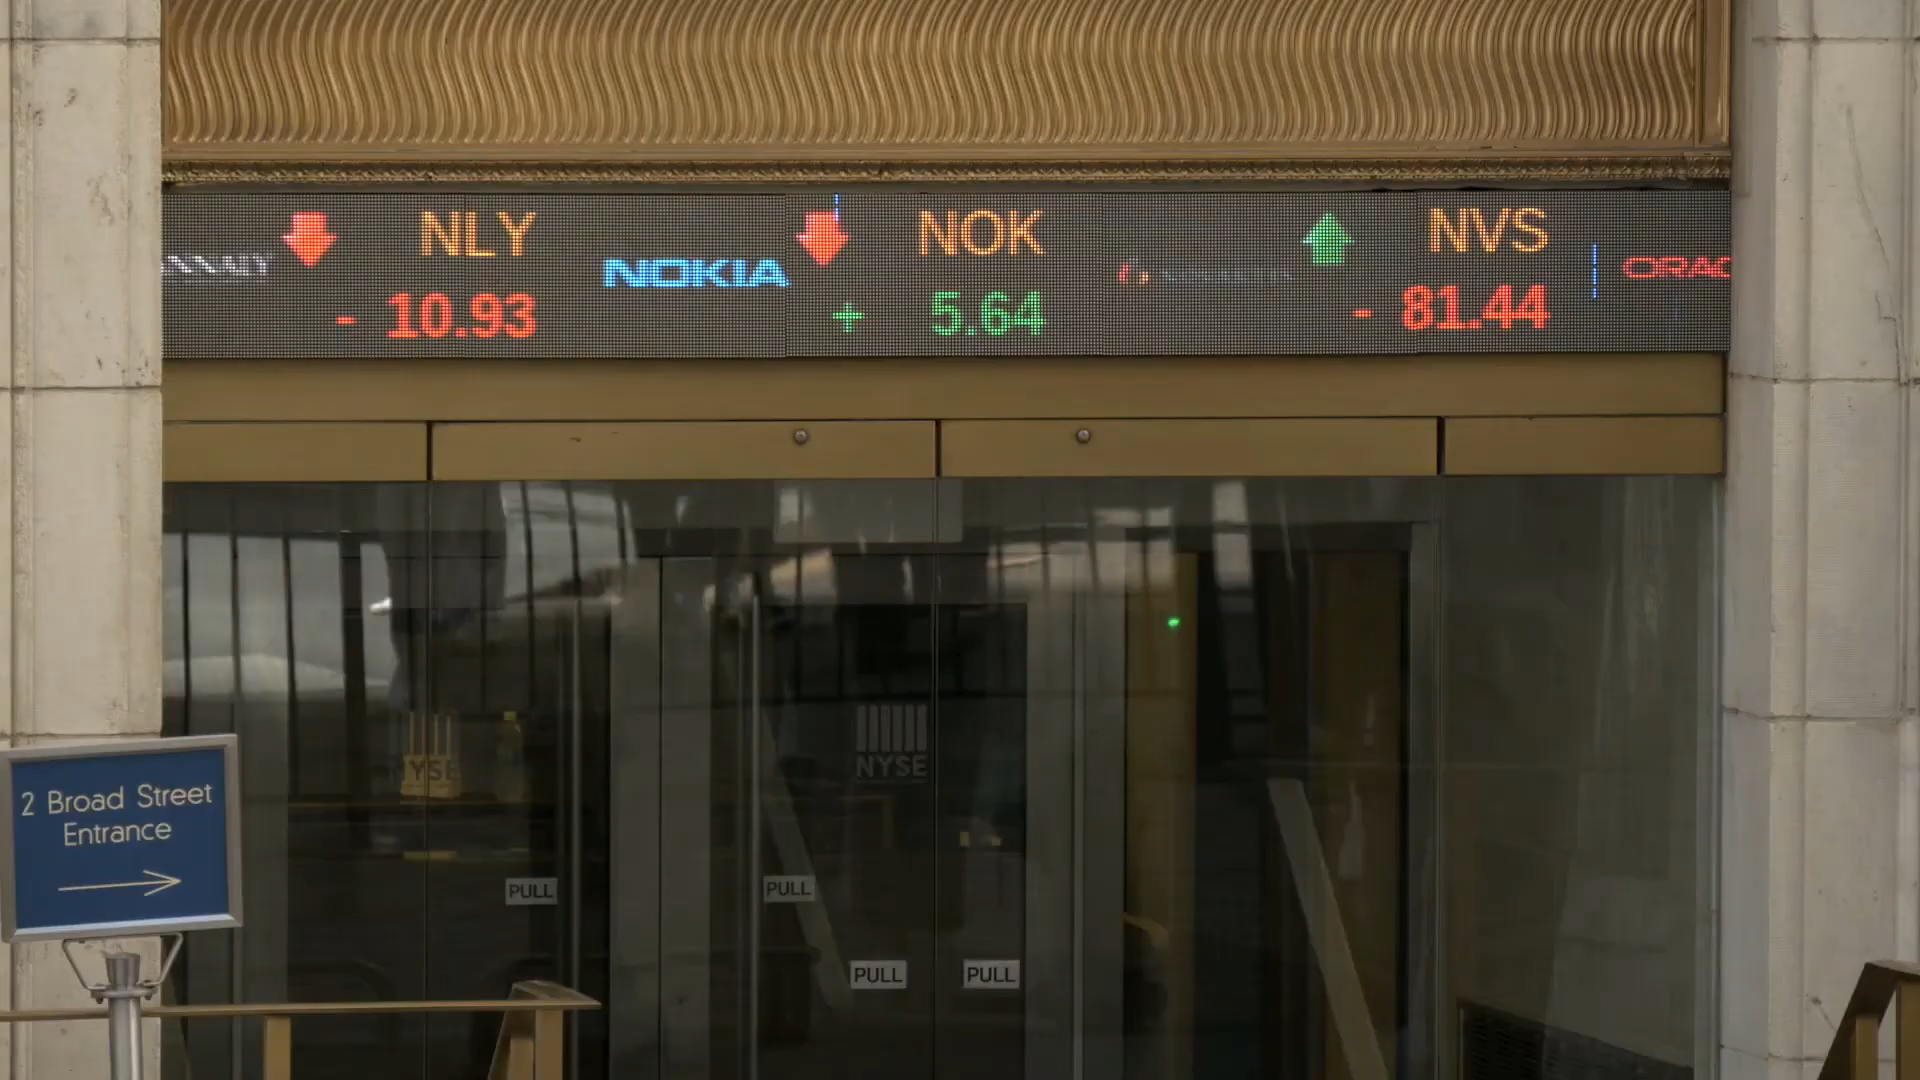 NLY
- 10.93
NOKIA
NOK
+ 5.64
NVS
- 81.44
ORAC
NYSE
NYSE
2 Broad Street
Entrance
PULL
PULL
PULL
PULL